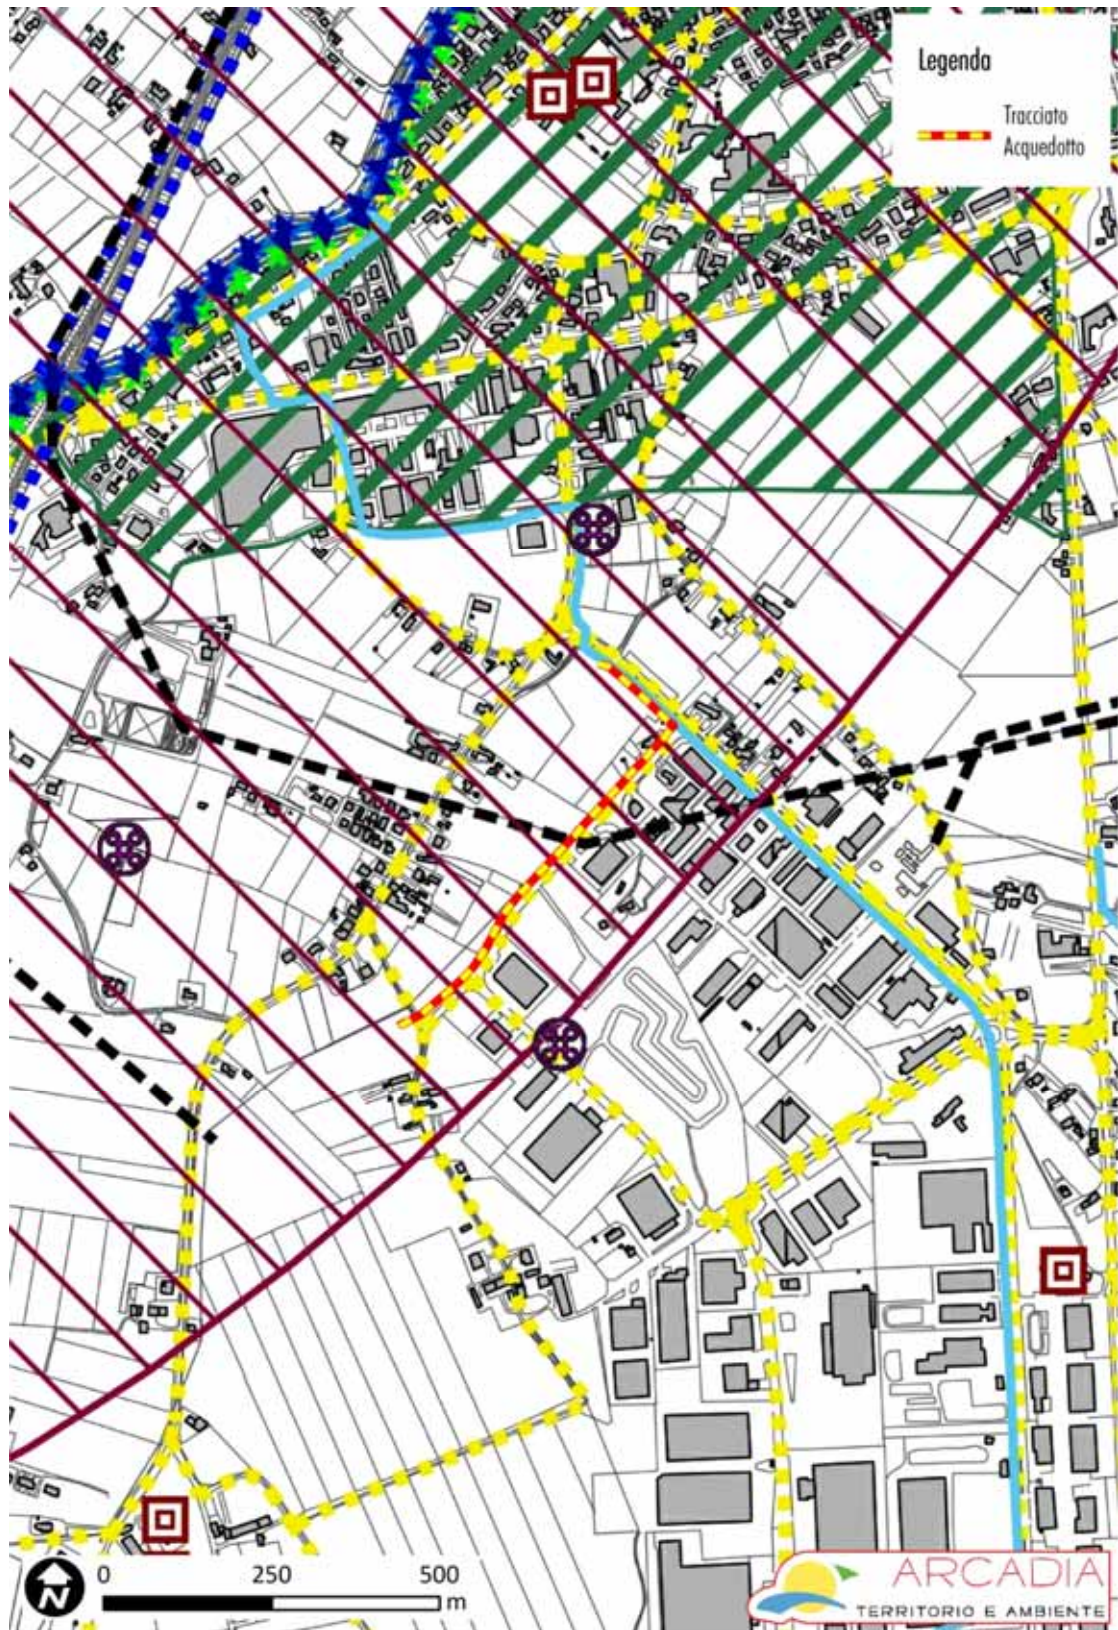 Legenda
Tracciato
Acquedotto
N
0 250 500
m
ARCADIA
TERRITORIO E AMBIENTE